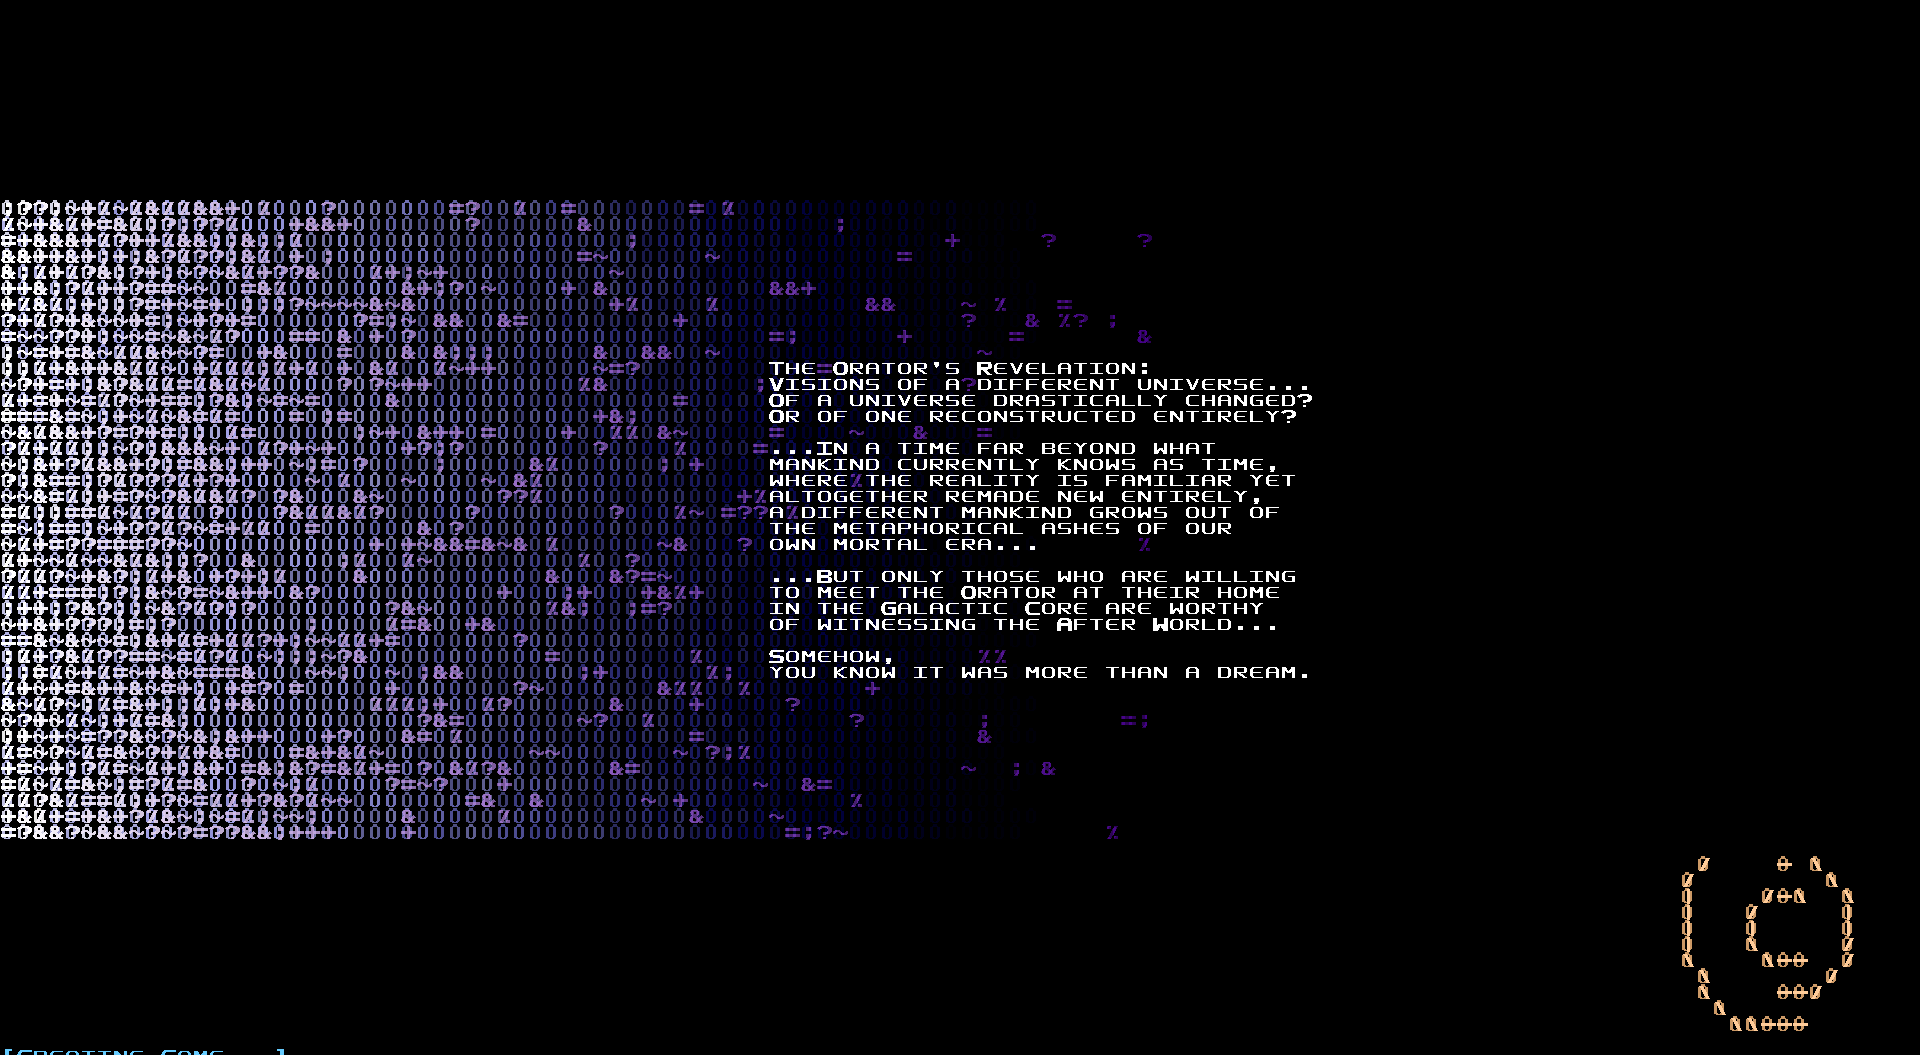 The Orator's Revelation:
Visions of a different universe...
Of a universe drastically changed?
Or of one reconstructed entirely?
...In a time far beyond what
mankind currently knows as time,
where the reality is familiar yet
altogether remade new entirely,
a different mankind grows out of
the metaphorical ashes of our
own mortal era...
...But only those who are willing
to meet the Orator at their home
in the Galactic Core are worthy
of witnessing the After World...
Somehow,
you know it was more than a dream.
[Creating Game...]